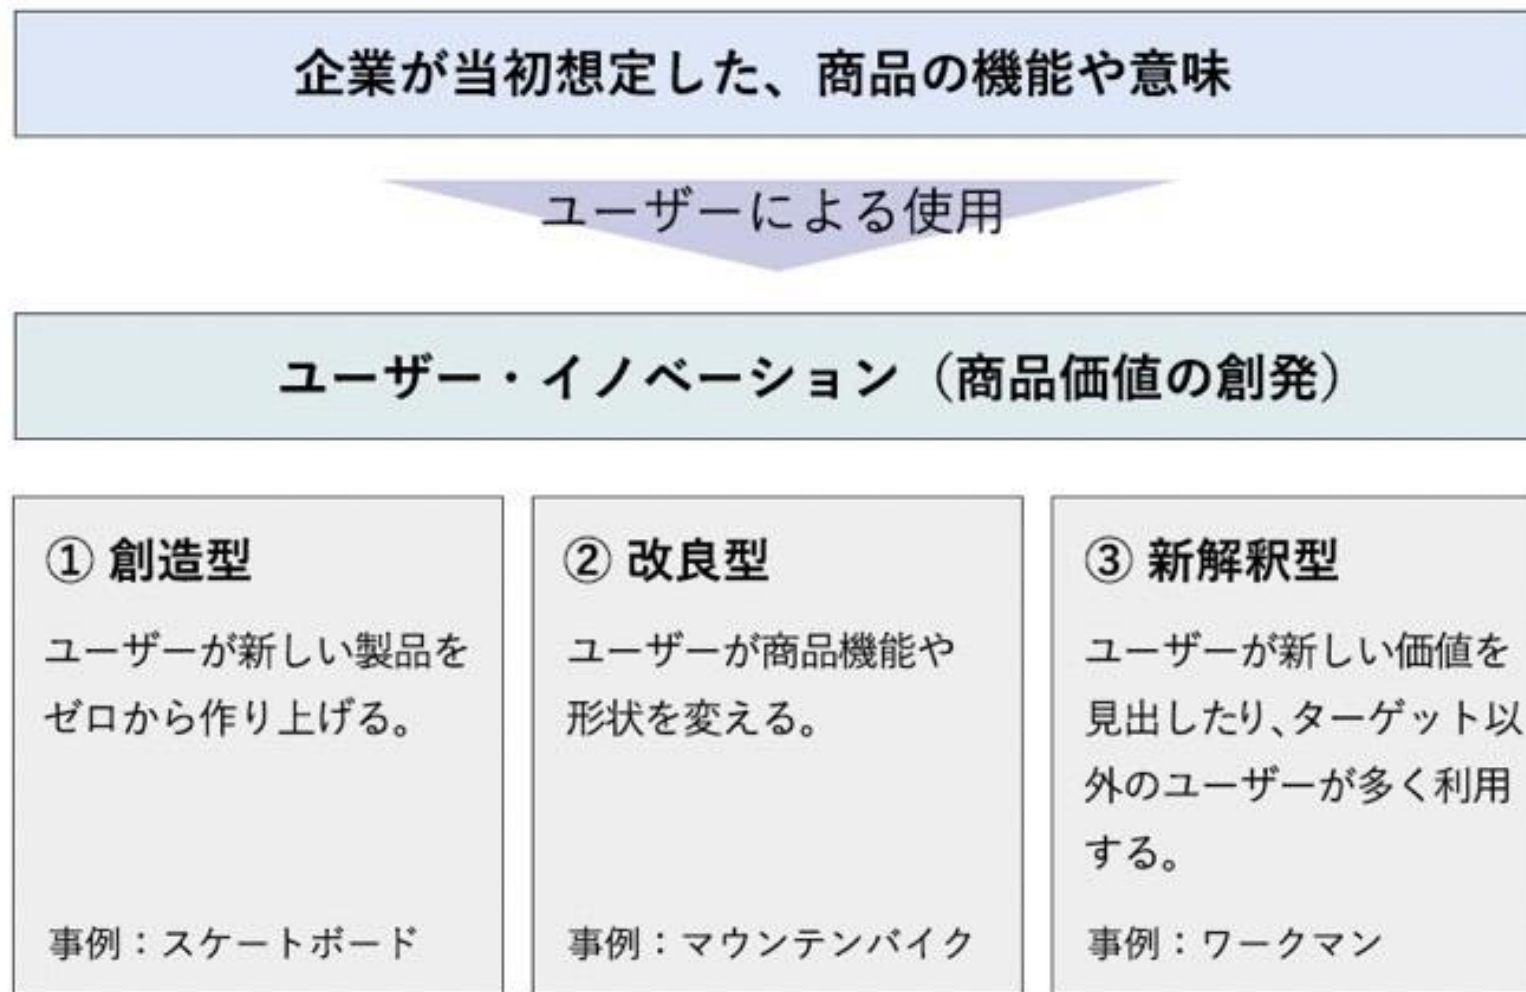 企業が当初想定した、商品の機能や意味
ユーザーによる使用
ユーザー・イノベーション（商品価値の創発）
① 創造型
ユーザーが新しい製品を
ゼロから作り上げる。
事例：スケートボード
② 改良型
ユーザーが商品機能や
形状を変える。
事例：マウンテンバイク
③ 新解釈型
ユーザーが新しい価値を
見出したり、ターゲット以
外のユーザーが多く利用
する。
事例：ワークマン